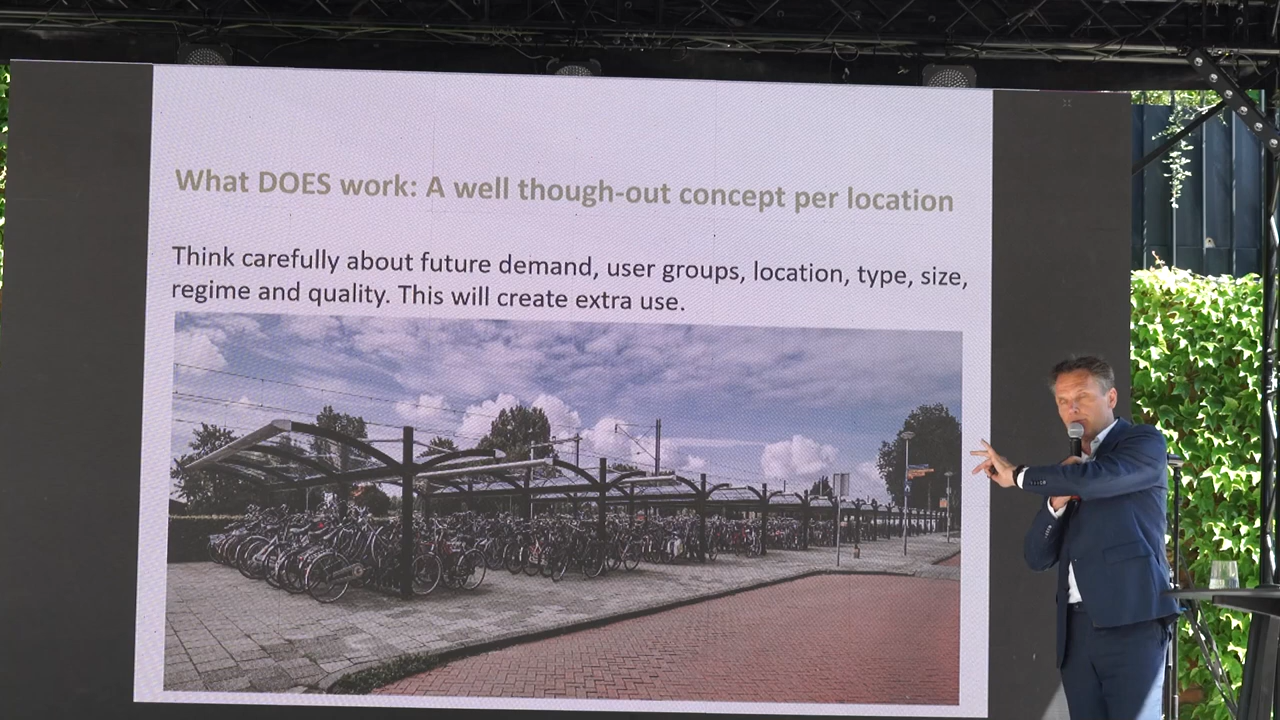 What DOES work: A well though-out concept per location
Think carefully about future demand, user groups, location, type, size,
regime and quality. This will create extra use.